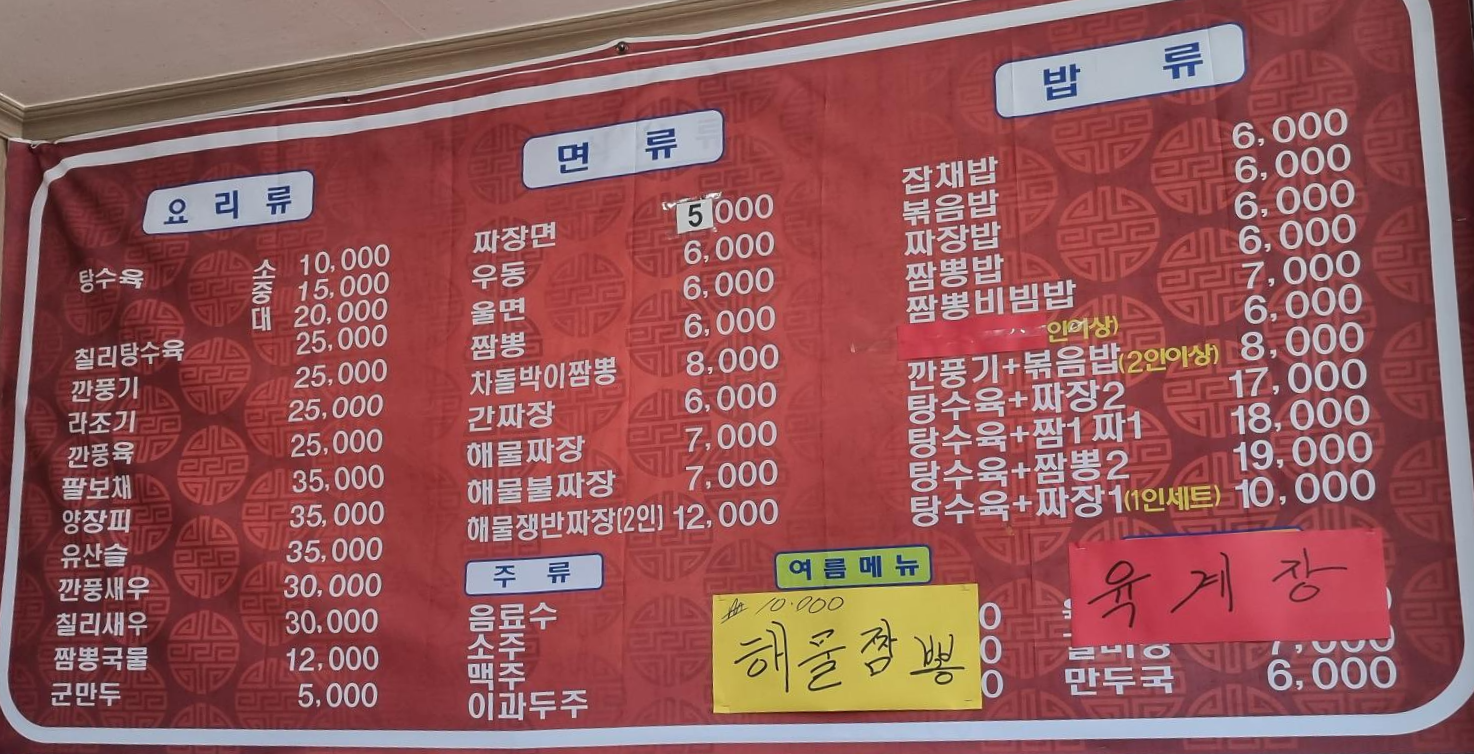 요 리 류
탕수육 소 10,000
중 15,000
대 20,000
칠리탕수육 25,000
깐풍기 25,000
라조기 25,000
깐풍육 25,000
팔보채 35,000
양장피 35,000
유산슬 35,000
깐풍새우 30,000
칠리새우 30,000
짬뽕국물 12,000
군만두 5,000
면 류
짜장면 5,000
우동 6,000
울면 6,000
짬뽕 6,000
차돌박이짬뽕 8,000
간짜장 6,000
해물짜장 7,000
해물불짜장 7,000
해물쟁반짜장(2인) 12,000
주 류
음료수
소주
맥주
이과두주
밥 류
잡채밥 6,000
볶음밥 6,000
짜장밥 6,000
짬뽕밥 6,000
짬뽕비빔밥 7,000
인이상) 6,000
깐풍기+볶음밥(2인이상) 8,000
탕수육+짜장2 17,000
탕수육+짬1짜1 18,000
탕수육+짬뽕2 19,000
탕수육+짜장1(1인세트) 10,000
여름메뉴
10.000
해물짬뽕
육계장
7,000
만두국 6,000